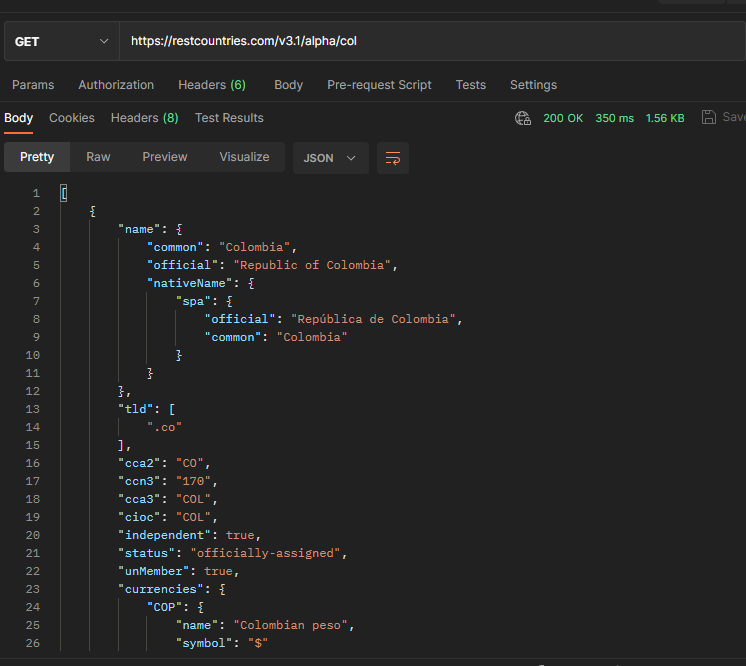 GET https://restcountries.com/v3.1/alpha/col
Params Authorization Headers (6) Body Pre-request Script Tests Settings
Body Cookies Headers (8) Test Results 200 OK 350 ms 1.56 KB Save
Pretty Raw Preview Visualize JSON
1 [
2 {
3 "name": {
4 "common": "Colombia",
5 "official": "Republic of Colombia",
6 "nativeName": {
7 "spa": {
8 "official": "República de Colombia",
9 "common": "Colombia"
10 }
11 }
12 },
13 "tld": [
14 ".co"
15 ],
16 "cca2": "CO",
17 "ccn3": "170",
18 "cca3": "COL",
19 "cioc": "COL",
20 "independent": true,
21 "status": "officially-assigned",
22 "unMember": true,
23 "currencies": {
24 "COP": {
25 "name": "Colombian peso",
26 "symbol": "$"